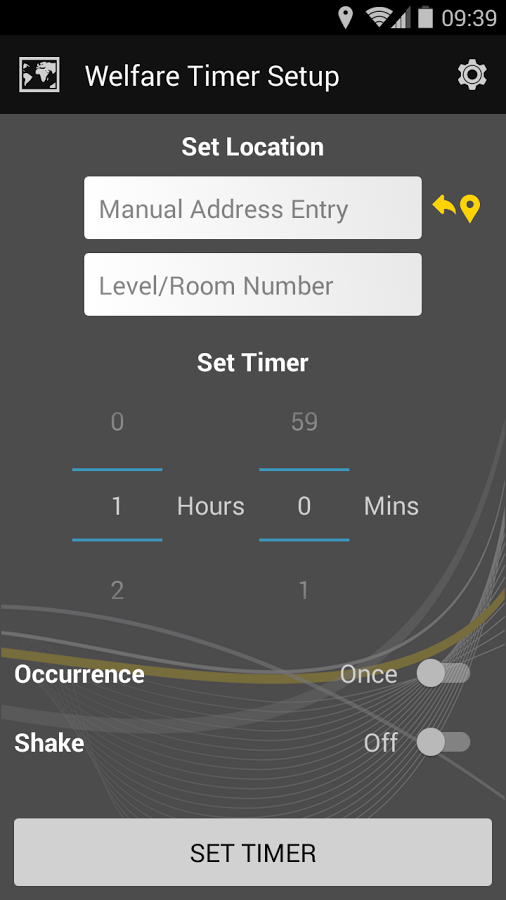 09:39
Welfare Timer Setup
Set Location
Manual Address Entry
Level/Room Number
Set Timer
0 59
1 Hours 0 Mins
2 1
Occurrence Once
Shake Off
SET TIMER